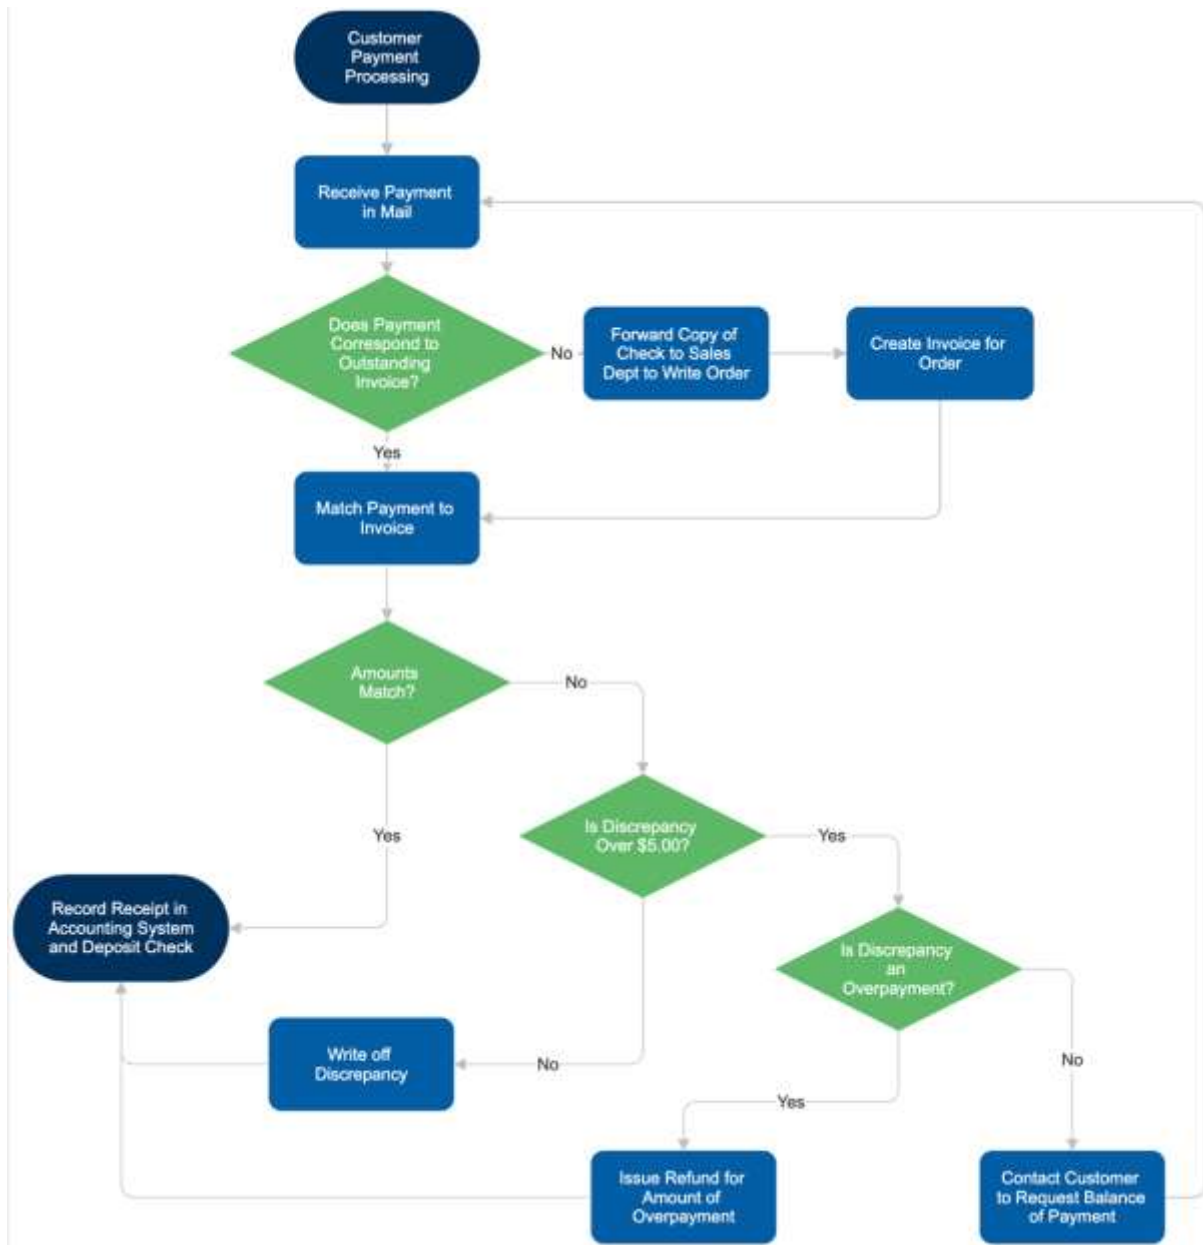 Customer
Payment
Processing
Receive Payment
in Mail
Does Payment
Correspond to
Outstanding
Invoice?
No
Forward Copy of
Check to Sales
Dept to Write Order
Create Invoice for
Order
Yes
Match Payment to
Invoice
Amounts
Match?
No
Yes
Is Discrepancy
Over $5.00?
Yes
Record Receipt in
Accounting System
and Deposit Check
Is Discrepancy
an
Overpayment?
Write off
Discrepancy
No
No
Yes
Issue Refund for
Amount of
Overpayment
Contact Customer
to Request Balance
of Payment